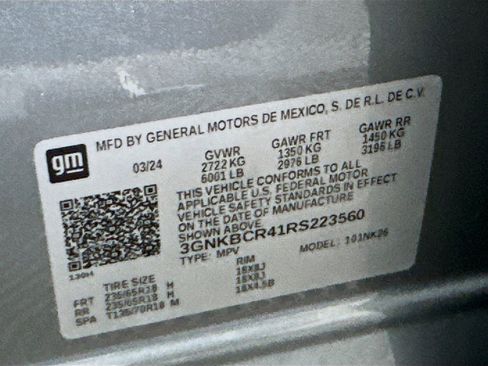 gm
MFD BY GENERAL MOTORS DE MEXICO, S. DE R.L. DE C.V.
03/24 GVWR GAWR FRT GAWR RR
2722 KG 1350 KG 1450 KG
6001 LB 2976 LB 3196 LB
THIS VEHICLE CONFORMS TO ALL
APPLICABLE U.S. FEDERAL MOTOR
VEHICLE SAFETY STANDARDS IN EFFECT
ON THE DATE OF MANUFACTURE
SHOWN ABOVE
3GNKBCR41RS223560
TYPE: MPV MODEL: 101NK26
TIRE SIZE RIM
FRT 235/65R18 H 18X8J
RR 235/65R18 H 18X8J
SPA T135/70R18 M 18X4.5B